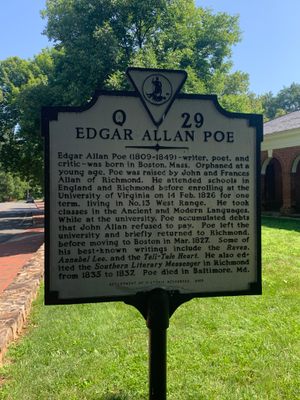 Q 29
EDGAR ALLAN POE
Edgar Allan Poe (1809-1849)-writer, poet, and
critic-was born in Boston, Mass. Orphaned at a
young age, Poe was raised by John and Frances
Allan of Richmond. He attended schools in
England and Richmond before enrolling at the
University of Virginia on 14 Feb. 1826 for one
term, living in No.13 West Range. He took
classes in the Ancient and Modern Languages.
While at the university, Poe accumulated debts
that John Allan refused to pay. Poe left the
university and briefly returned to Richmond,
before moving to Boston in Mar. 1827. Some of
his best-known writings include the Raven,
Annabel Lee, and the Tell-Tale Heart. He also ed-
ited the Southern Literary Messenger in Richmond
from 1835 to 1837. Poe died in Baltimore, Md.
DEPARTMENT OF HISTORIC RESOURCES,